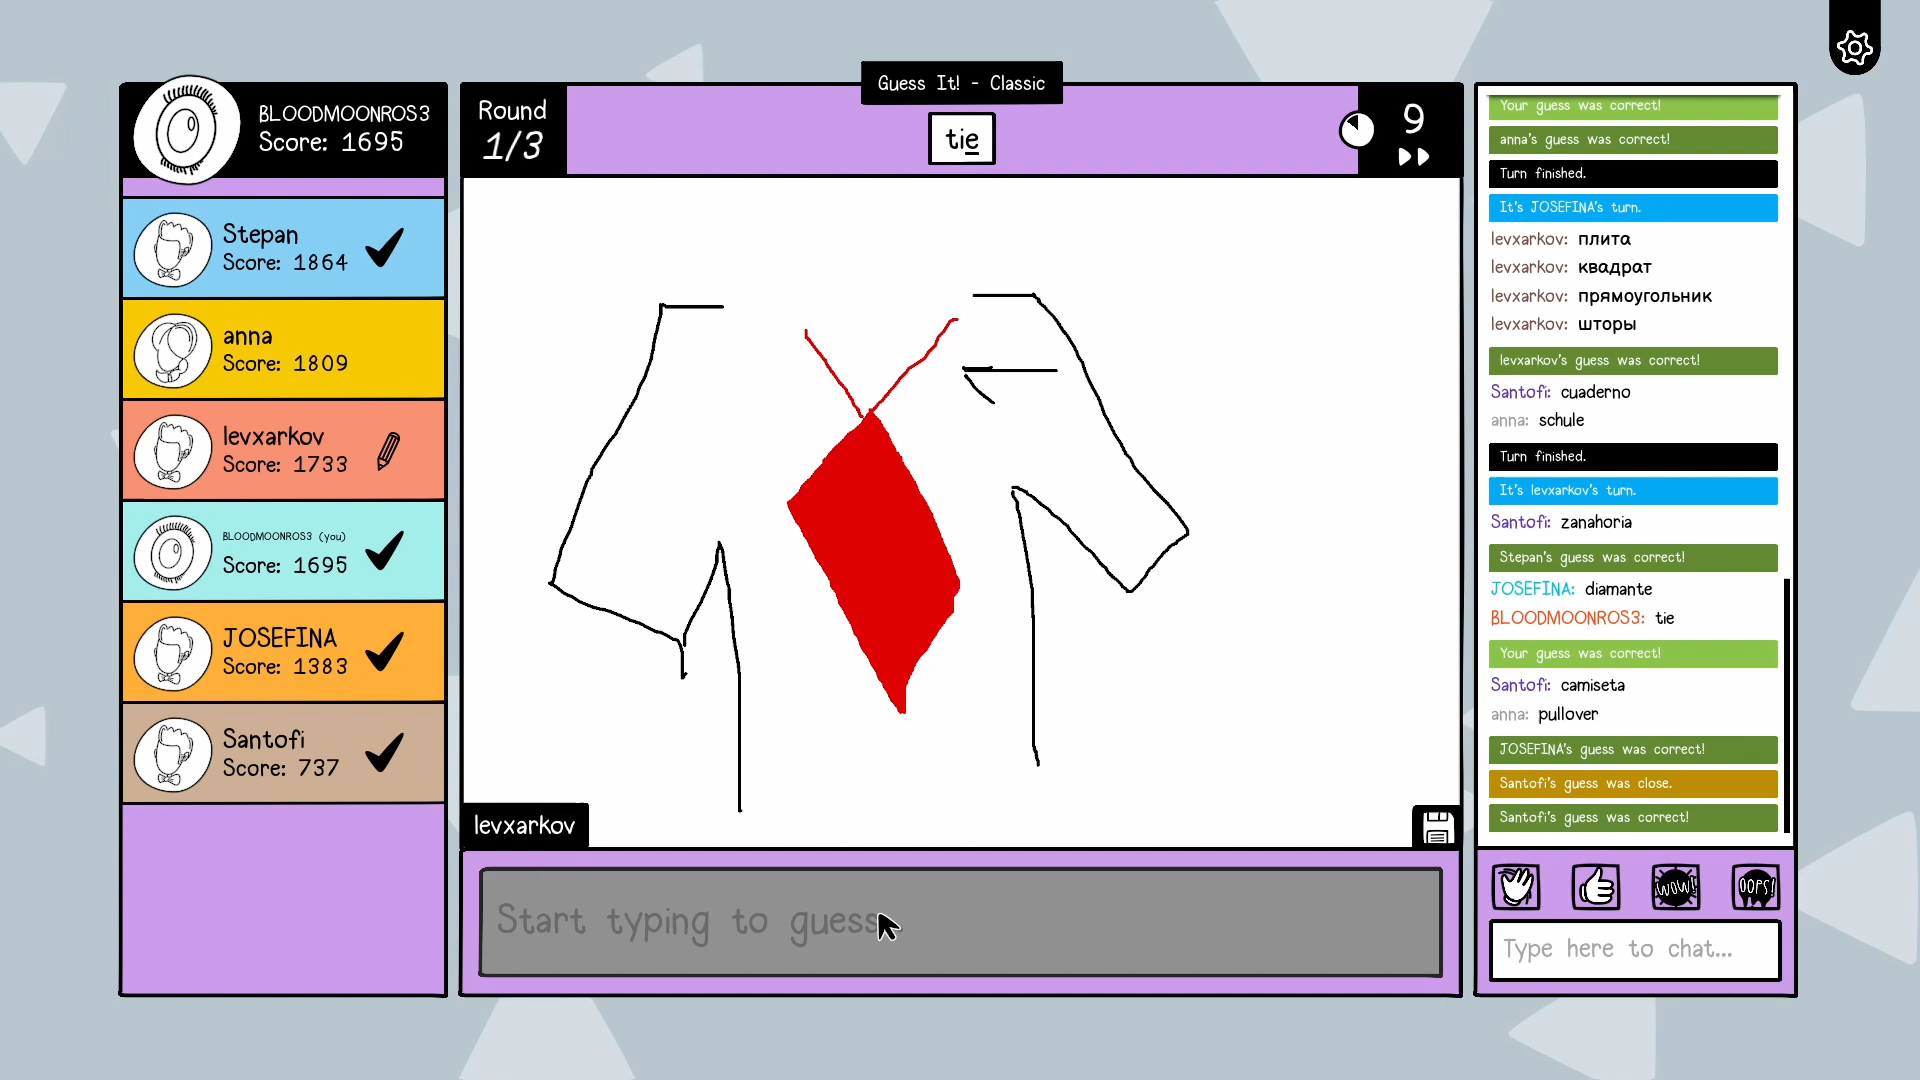 Guess It! - Classic
BLOODMOONROS3
Score: 1695
Round
1/3
tie
9
Stepan
Score: 1864
anna
Score: 1809
levxarkov
Score: 1733
BLOODMOONROS3 (you)
Score: 1695
JOSEFINA
Score: 1383
Santofi
Score: 737
levxarkov
Start typing to guess
Your guess was correct!
anna's guess was correct!
Turn finished.
It's JOSEFINA's turn.
levxarkov: плита
levxarkov: квадрат
levxarkov: прямоугольник
levxarkov: шторы
levxarkov's guess was correct!
Santofi: cuaderno
anna: schule
Turn finished.
It's levxarkov's turn.
Santofi: zanahoria
Stepan's guess was correct!
JOSEFINA: diamante
BLOODMOONROS3: tie
Your guess was correct!
Santofi: camiseta
anna: pullover
JOSEFINA's guess was correct!
Santofi's guess was close.
Santofi's guess was correct!
WOW!
OOPS!
Type here to chat...